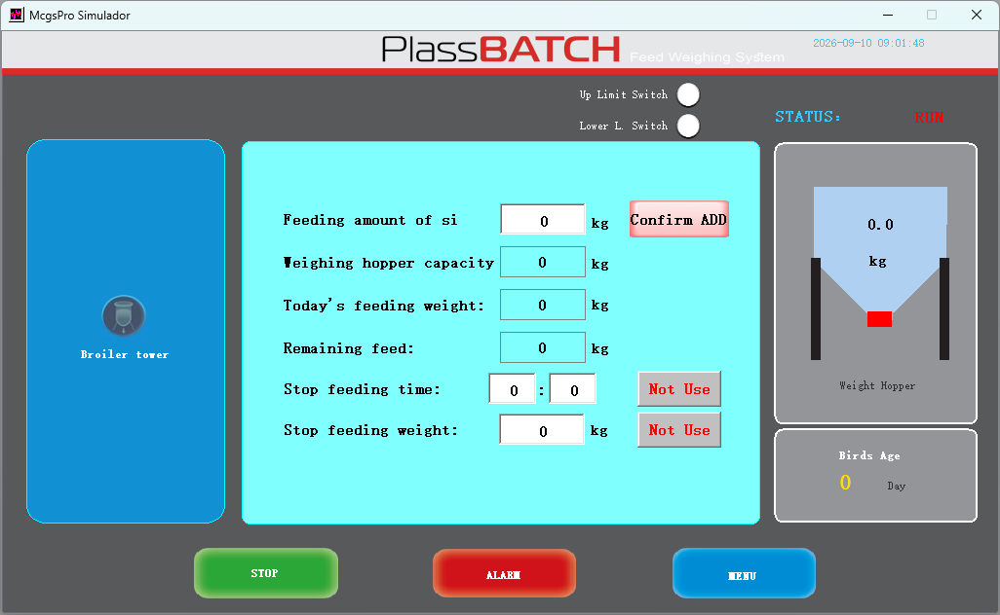 McgsPro Simulador
PlassBATCH Feed Weighing System
2026-09-10 09:01:48
Up Limit Switch
Lower L. Switch
STATUS: RUN
Broiler tower
Feeding amount of si 0 kg Confirm ADD
Weighing hopper capacity 0 kg
Today's feeding weight: 0 kg
Remaining feed: 0 kg
Stop feeding time: 0 : 0 Not Use
Stop feeding weight: 0 kg Not Use
0.0
kg
Weight Hopper
Birds Age
0 Day
STOP
ALARM
MENU